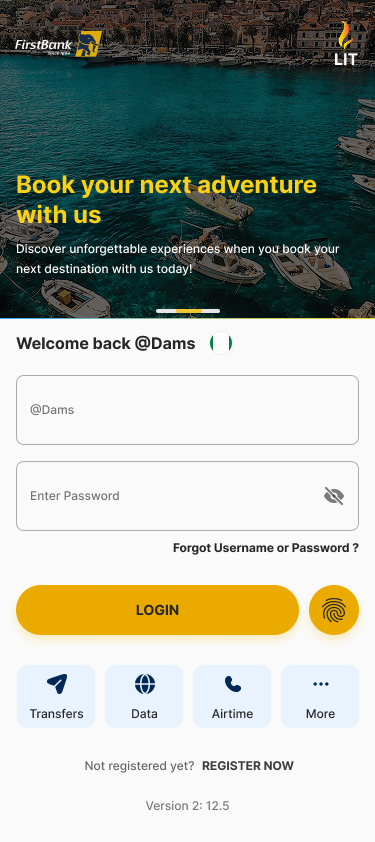 FirstBank
SINCE 1894
LIT
Book your next adventure
with us
Discover unforgettable experiences when you book your
next destination with us today!
Welcome back @Dams
@Dams
Enter Password
Forgot Username or Password ?
LOGIN
Transfers
Data
Airtime
More
Not registered yet? REGISTER NOW
Version 2: 12.5